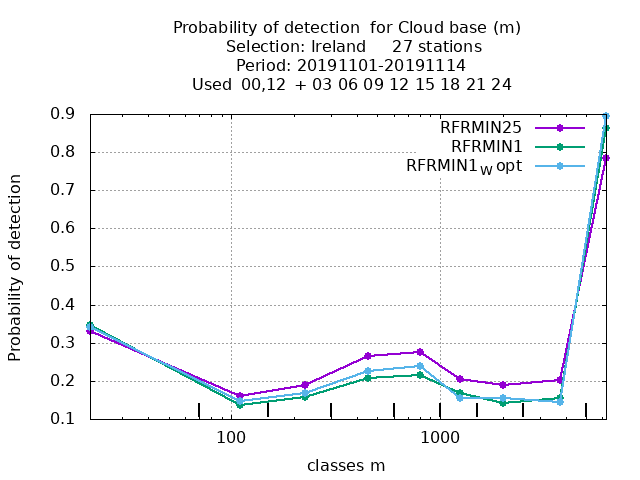 Probability of detection  for Cloud base (m)
Selection: Ireland     27 stations
Period: 20191101-20191114
Used  00,12  + 03 06 09 12 15 18 21 24
RFRMIN25
RFRMIN1
RFRMIN1W opt
Probability of detection
0.9
0.8
0.7
0.6
0.5
0.4
0.3
0.2
0.1
100
1000
classes m